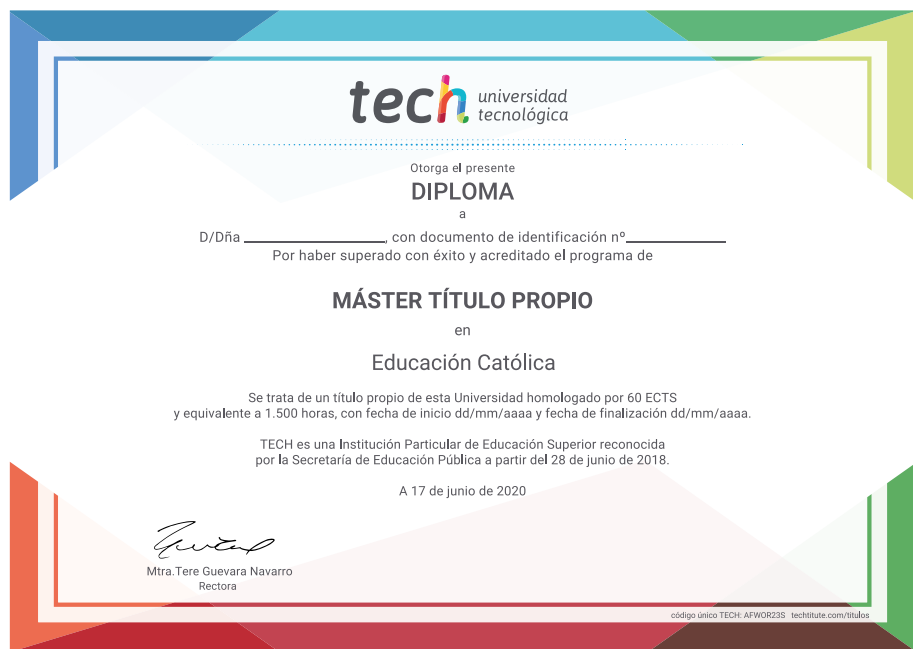 tech universidad
tecnológica
Otorga el presente
DIPLOMA
a
D/Dña ____________________, con documento de identificación nº______________
Por haber superado con éxito y acreditado el programa de
MÁSTER TÍTULO PROPIO
en
Educación Católica
Se trata de un título propio de esta Universidad homologado por 60 ECTS
y equivalente a 1.500 horas, con fecha de inicio dd/mm/aaaa y fecha de finalización dd/mm/aaaa.
TECH es una Institución Particular de Educación Superior reconocida
por la Secretaría de Educación Pública a partir del 28 de junio de 2018.
A 17 de junio de 2020
Mtra.Tere Guevara Navarro
Rectora
código único TECH: AFWOR23S techtitute.com/titulos